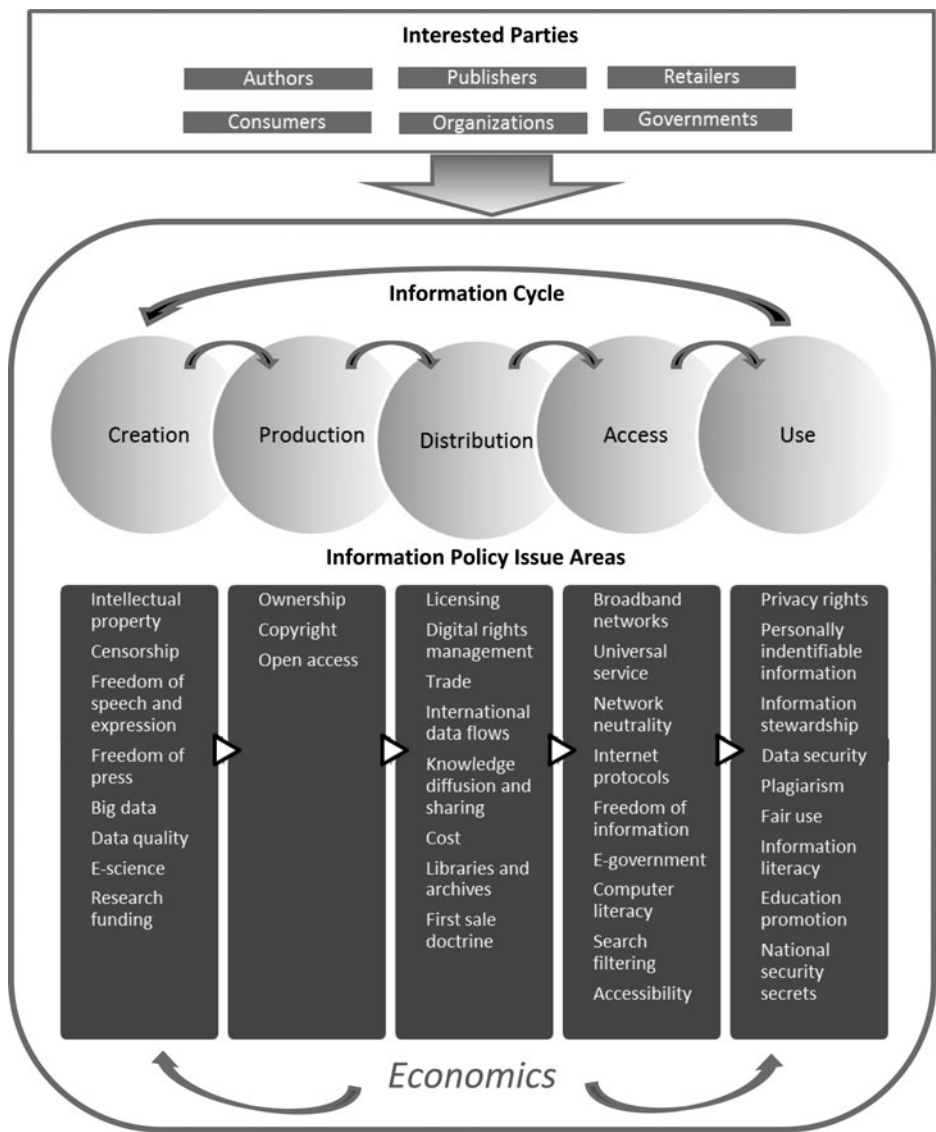 Interested Parties
Authors
Publishers
Retailers
Consumers
Organizations
Governments
Information Cycle
Creation
Production
Distribution
Access
Use
Information Policy Issue Areas
Intellectual
property
Censorship
Freedom of
speech and
expression
Freedom of
press
Big data
Data quality
E-science
Research
funding
Ownership
Copyright
Open access
Licensing
Digital rights
management
Trade
International
data flows
Knowledge
diffusion and
sharing
Cost
Libraries and
archives
First sale
doctrine
Broadband
networks
Universal
service
Network
neutrality
Internet
protocols
Freedom of
information
E-government
Computer
literacy
Search
filtering
Accessibility
Privacy rights
Personally
indentifiable
information
Information
stewardship
Data security
Plagiarism
Fair use
Information
literacy
Education
promotion
National
security
secrets
Economics